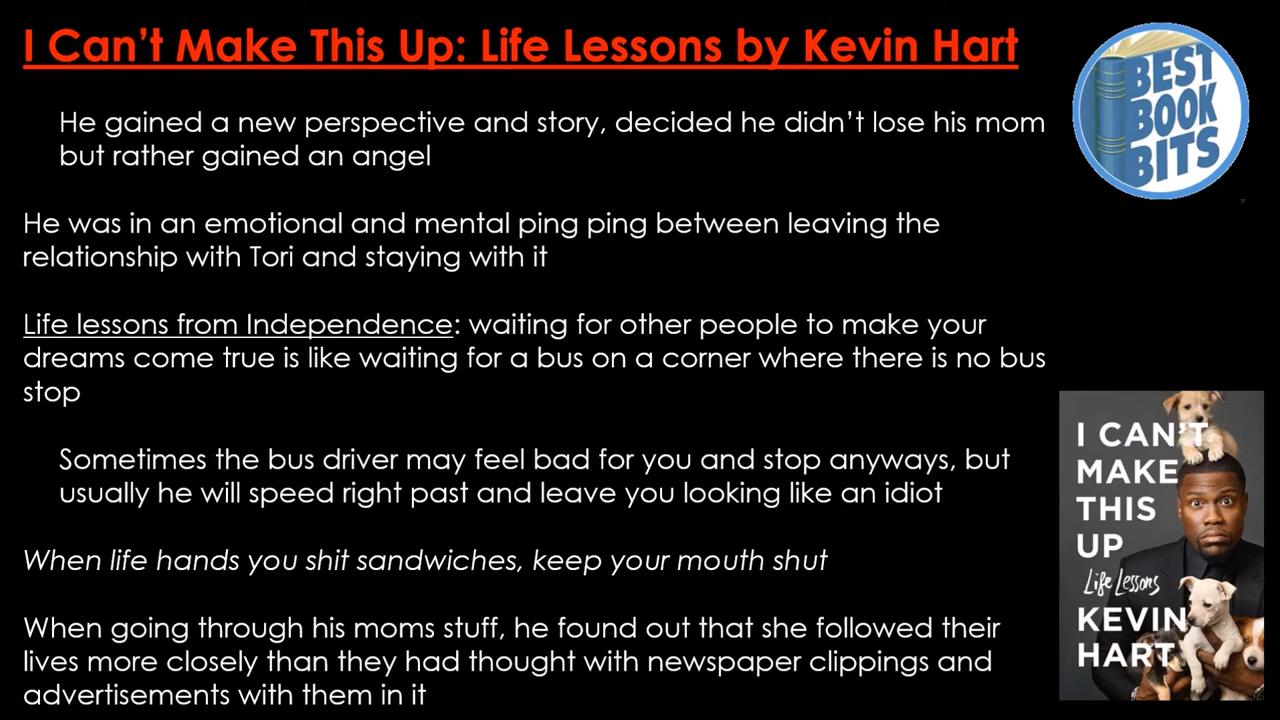 I Can't Make This Up: Life Lessons by Kevin Hart
BEST
BOOK
BITS
He gained a new perspective and story, decided he didn't lose his mom
but rather gained an angel
He was in an emotional and mental ping ping between leaving the
relationship with Tori and staying with it
Life lessons from Independence: waiting for other people to make your
dreams come true is like waiting for a bus on a corner where there is no bus
stop
Sometimes the bus driver may feel bad for you and stop anyways, but
usually he will speed right past and leave you looking like an idiot
When life hands you shit sandwiches, keep your mouth shut
When going through his moms stuff, he found out that she followed their
lives more closely than they had thought with newspaper clippings and
advertisements with them in it
I CAN'T
MAKE
THIS
UP
Life Lessons
KEVIN
HART